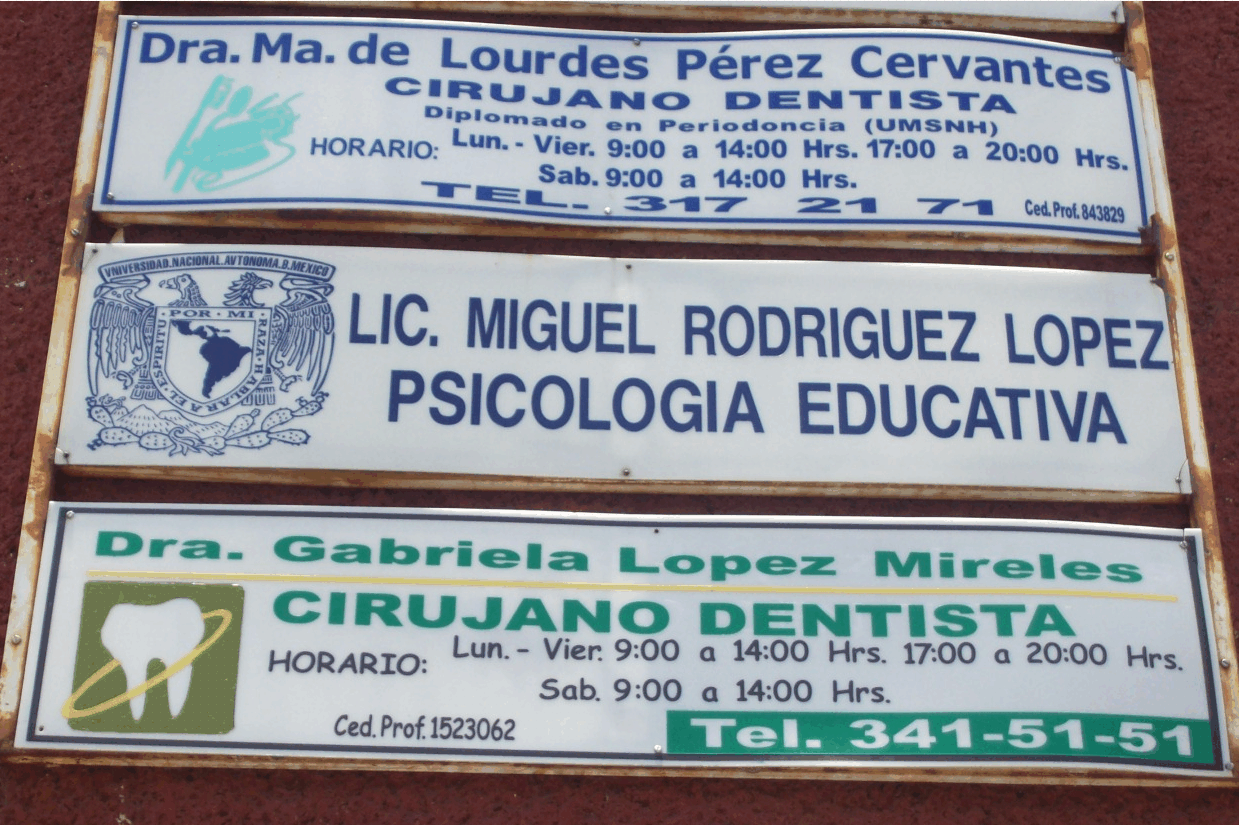 Dra. Ma. de Lourdes Pérez Cervantes
CIRUJANO DENTISTA
Diplomado en Periodoncia (UMSNH)
HORARIO: Lun. - Vier. 9:00 a 14:00 Hrs. 17:00 a 20:00 Hrs.
Sab. 9:00 a 14:00 Hrs.
TEL. 317 21 71
Ced. Prof. 843829
VNIVERSIDAD.NACIONAL.AVTONOMA.D.MEXICO
POR · MI · RAZA · HABLARA EL · ESPIRITU
LIC. MIGUEL RODRIGUEZ LOPEZ
PSICOLOGIA EDUCATIVA
Dra. Gabriela Lopez Mireles
CIRUJANO DENTISTA
HORARIO: Lun. - Vier. 9:00 a 14:00 Hrs. 17:00 a 20:00 Hrs.
Sab. 9:00 a 14:00 Hrs.
Ced. Prof. 1523062
Tel. 341-51-51